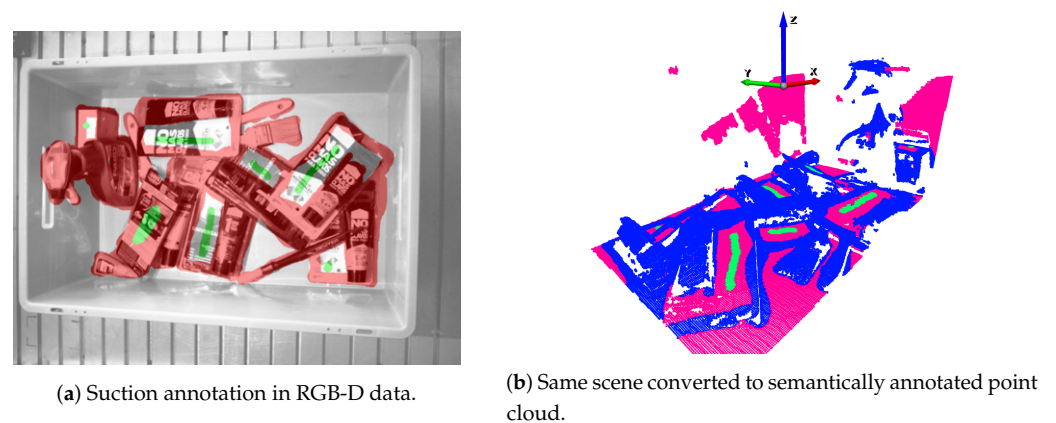 Z
Y
X
(a) Suction annotation in RGB-D data.
(b) Same scene converted to semantically annotated point
cloud.